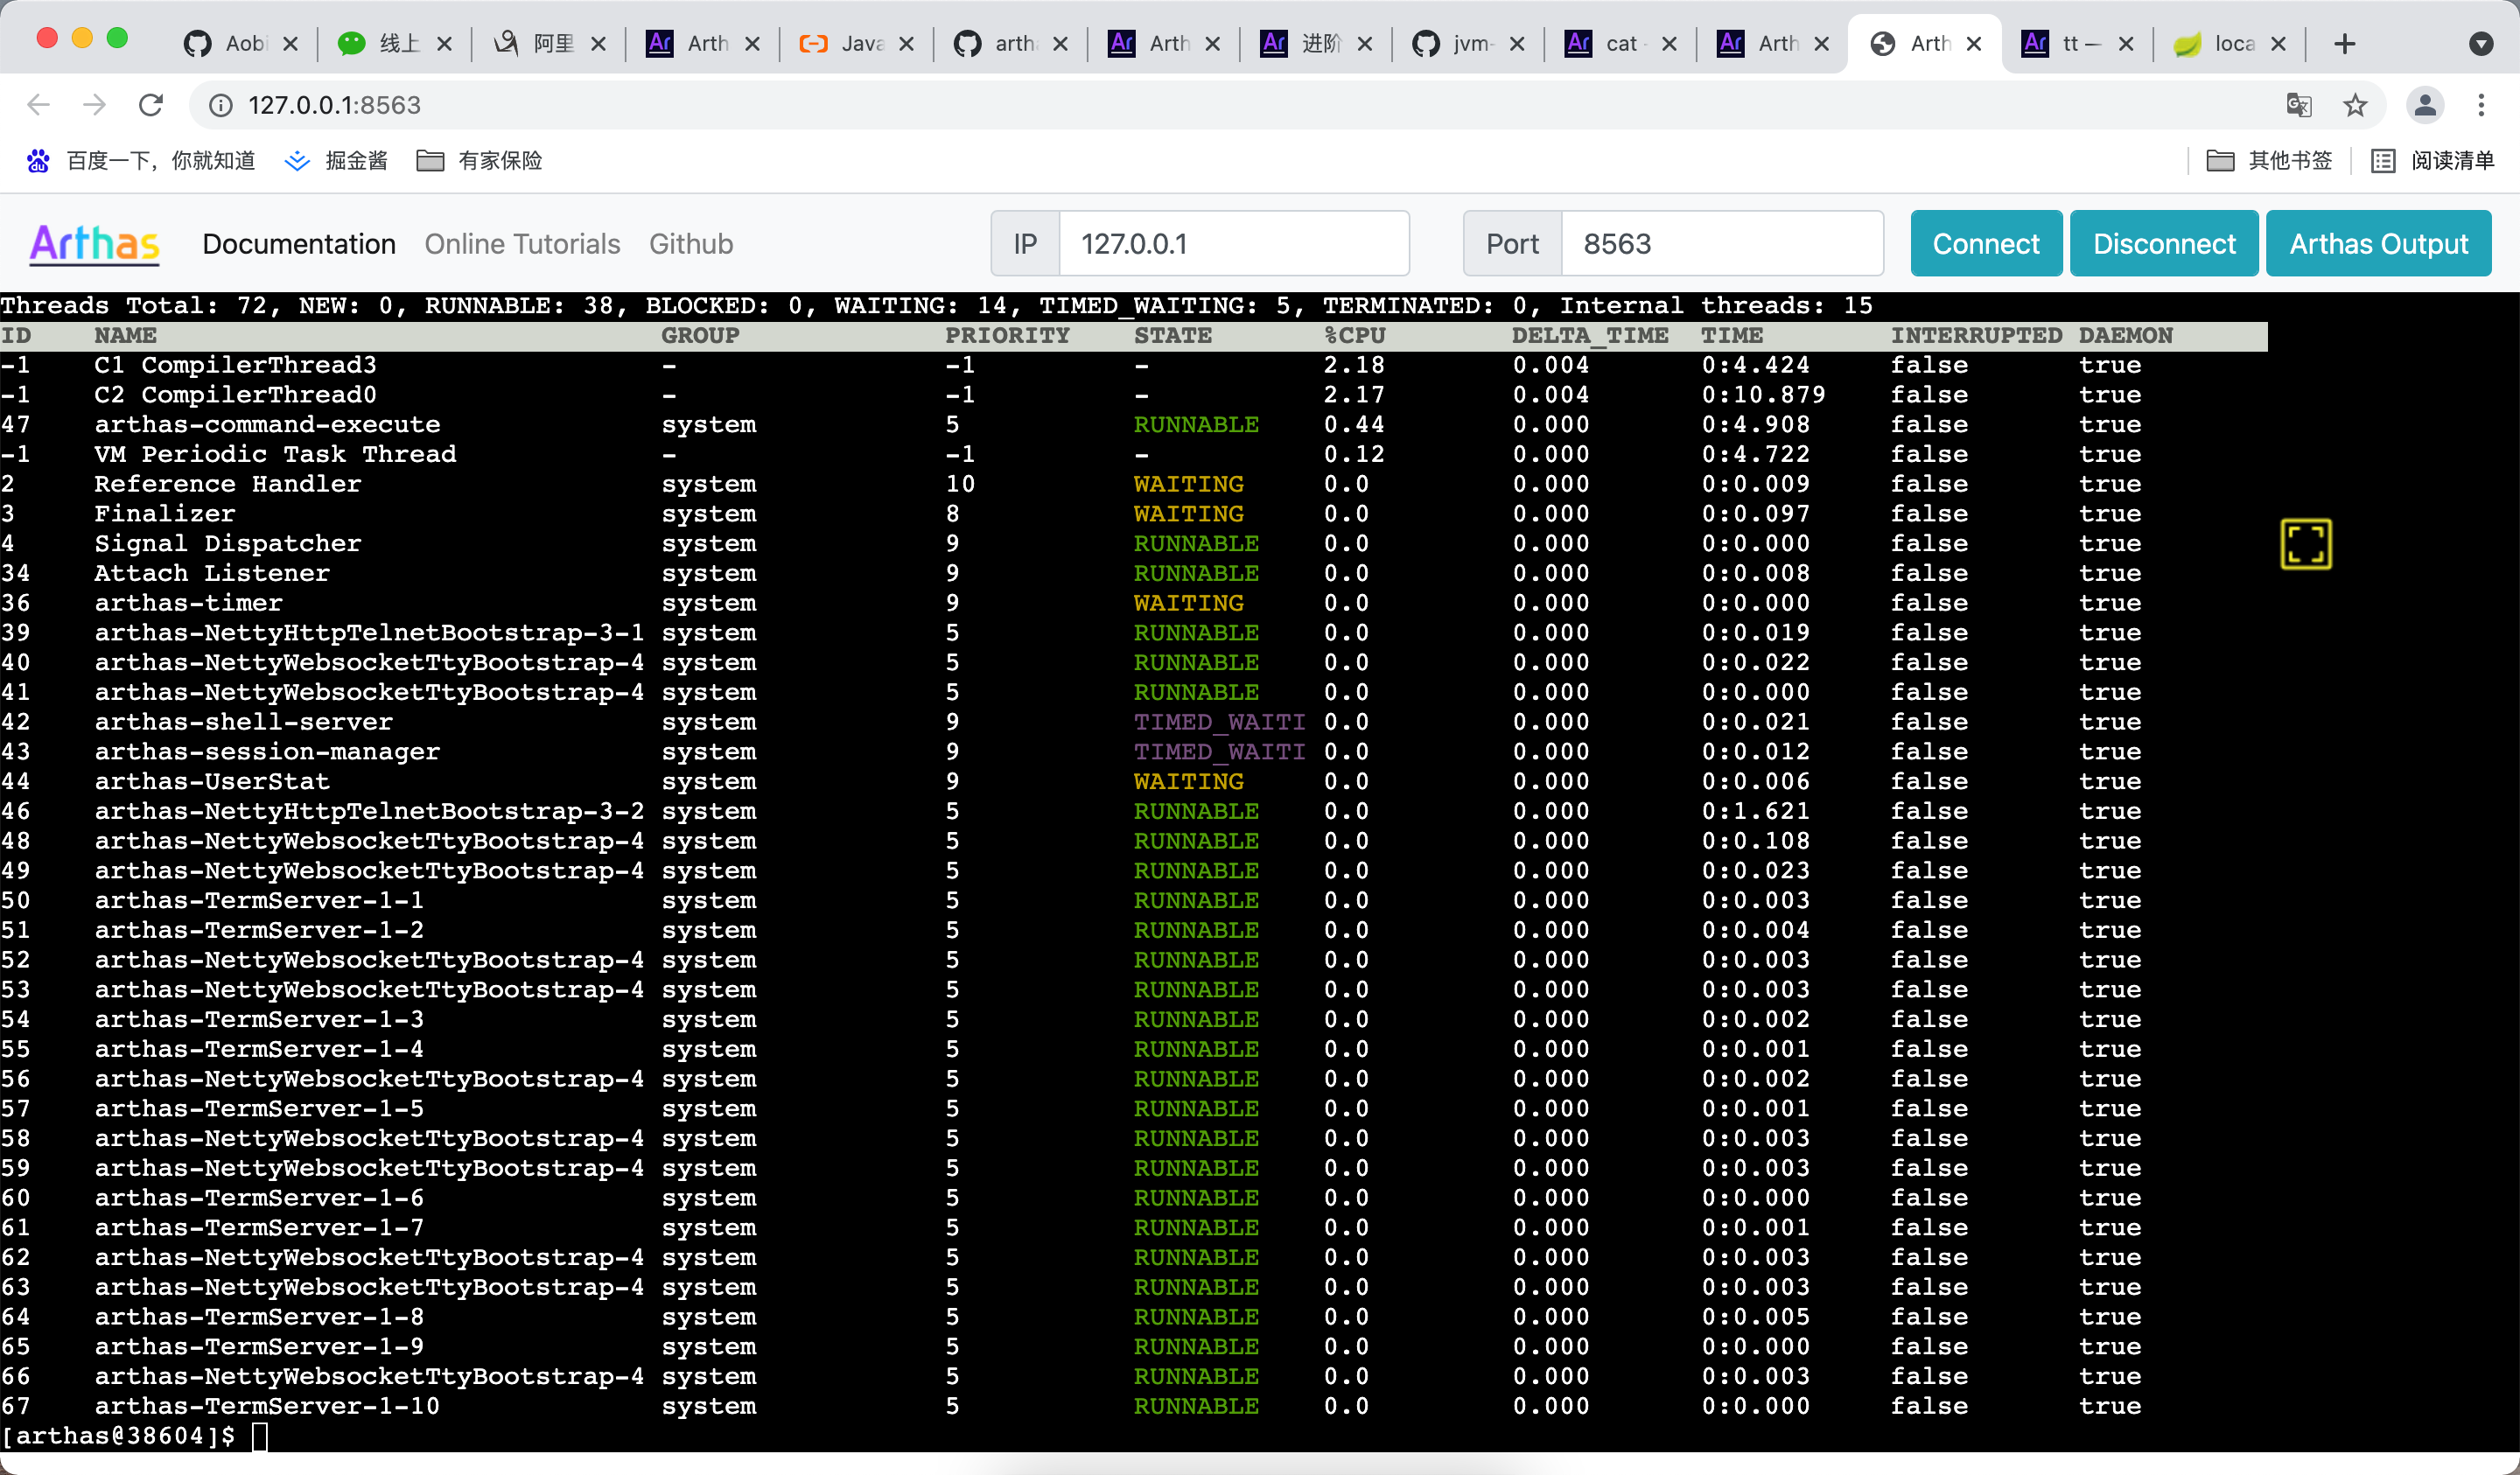 Aobi 线上 阿里 Arth Java arth Arth 进阶 jvm- cat - Arth Arth tt — loca
127.0.0.1:8563
百度一下，你就知道 掘金酱 有家保险 其他书签 阅读清单
Arthas Documentation Online Tutorials Github IP 127.0.0.1 Port 8563 Connect Disconnect Arthas Output
Threads Total: 72, NEW: 0, RUNNABLE: 38, BLOCKED: 0, WAITING: 14, TIMED_WAITING: 5, TERMINATED: 0, Internal threads: 15
ID NAME GROUP PRIORITY STATE %CPU DELTA_TIME TIME INTERRUPTED DAEMON
-1 C1 CompilerThread3 - -1 - 2.18 0.004 0:4.424 false true
-1 C2 CompilerThread0 - -1 - 2.17 0.004 0:10.879 false true
47 arthas-command-execute system 5 RUNNABLE 0.44 0.000 0:4.908 false true
-1 VM Periodic Task Thread - -1 - 0.12 0.000 0:4.722 false true
2 Reference Handler system 10 WAITING 0.0 0.000 0:0.009 false true
3 Finalizer system 8 WAITING 0.0 0.000 0:0.097 false true
4 Signal Dispatcher system 9 RUNNABLE 0.0 0.000 0:0.000 false true
34 Attach Listener system 9 RUNNABLE 0.0 0.000 0:0.008 false true
36 arthas-timer system 9 WAITING 0.0 0.000 0:0.000 false true
39 arthas-NettyHttpTelnetBootstrap-3-1 system 5 RUNNABLE 0.0 0.000 0:0.019 false true
40 arthas-NettyWebsocketTtyBootstrap-4 system 5 RUNNABLE 0.0 0.000 0:0.022 false true
41 arthas-NettyWebsocketTtyBootstrap-4 system 5 RUNNABLE 0.0 0.000 0:0.000 false true
42 arthas-shell-server system 9 TIMED_WAITI 0.0 0.000 0:0.021 false true
43 arthas-session-manager system 9 TIMED_WAITI 0.0 0.000 0:0.012 false true
44 arthas-UserStat system 9 WAITING 0.0 0.000 0:0.006 false true
46 arthas-NettyHttpTelnetBootstrap-3-2 system 5 RUNNABLE 0.0 0.000 0:1.621 false true
48 arthas-NettyWebsocketTtyBootstrap-4 system 5 RUNNABLE 0.0 0.000 0:0.108 false true
49 arthas-NettyWebsocketTtyBootstrap-4 system 5 RUNNABLE 0.0 0.000 0:0.023 false true
50 arthas-TermServer-1-1 system 5 RUNNABLE 0.0 0.000 0:0.003 false true
51 arthas-TermServer-1-2 system 5 RUNNABLE 0.0 0.000 0:0.004 false true
52 arthas-NettyWebsocketTtyBootstrap-4 system 5 RUNNABLE 0.0 0.000 0:0.003 false true
53 arthas-NettyWebsocketTtyBootstrap-4 system 5 RUNNABLE 0.0 0.000 0:0.003 false true
54 arthas-TermServer-1-3 system 5 RUNNABLE 0.0 0.000 0:0.002 false true
55 arthas-TermServer-1-4 system 5 RUNNABLE 0.0 0.000 0:0.001 false true
56 arthas-NettyWebsocketTtyBootstrap-4 system 5 RUNNABLE 0.0 0.000 0:0.002 false true
57 arthas-TermServer-1-5 system 5 RUNNABLE 0.0 0.000 0:0.001 false true
58 arthas-NettyWebsocketTtyBootstrap-4 system 5 RUNNABLE 0.0 0.000 0:0.003 false true
59 arthas-NettyWebsocketTtyBootstrap-4 system 5 RUNNABLE 0.0 0.000 0:0.003 false true
60 arthas-TermServer-1-6 system 5 RUNNABLE 0.0 0.000 0:0.000 false true
61 arthas-TermServer-1-7 system 5 RUNNABLE 0.0 0.000 0:0.001 false true
62 arthas-NettyWebsocketTtyBootstrap-4 system 5 RUNNABLE 0.0 0.000 0:0.003 false true
63 arthas-NettyWebsocketTtyBootstrap-4 system 5 RUNNABLE 0.0 0.000 0:0.003 false true
64 arthas-TermServer-1-8 system 5 RUNNABLE 0.0 0.000 0:0.005 false true
65 arthas-TermServer-1-9 system 5 RUNNABLE 0.0 0.000 0:0.000 false true
66 arthas-NettyWebsocketTtyBootstrap-4 system 5 RUNNABLE 0.0 0.000 0:0.003 false true
67 arthas-TermServer-1-10 system 5 RUNNABLE 0.0 0.000 0:0.000 false true
[arthas@38604]$